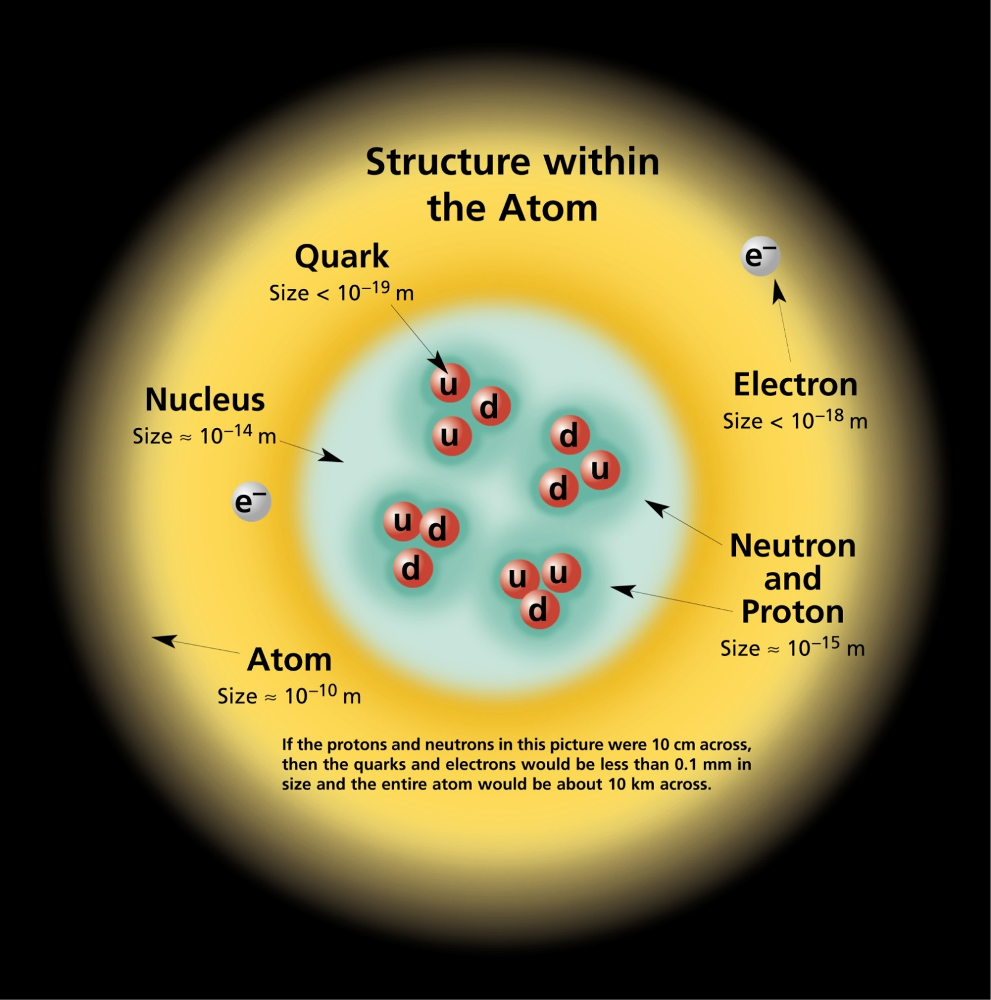 Structure within
the Atom
Quark
Size < 10⁻¹⁹ m
e⁻
Electron
Size < 10⁻¹⁸ m
Nucleus
Size ≈ 10⁻¹⁴ m
e⁻
u
d
u
d
u
d
u
d
d
u
u
d
Neutron
and
Proton
Size ≈ 10⁻¹⁵ m
Atom
Size ≈ 10⁻¹⁰ m
If the protons and neutrons in this picture were 10 cm across,
then the quarks and electrons would be less than 0.1 mm in
size and the entire atom would be about 10 km across.